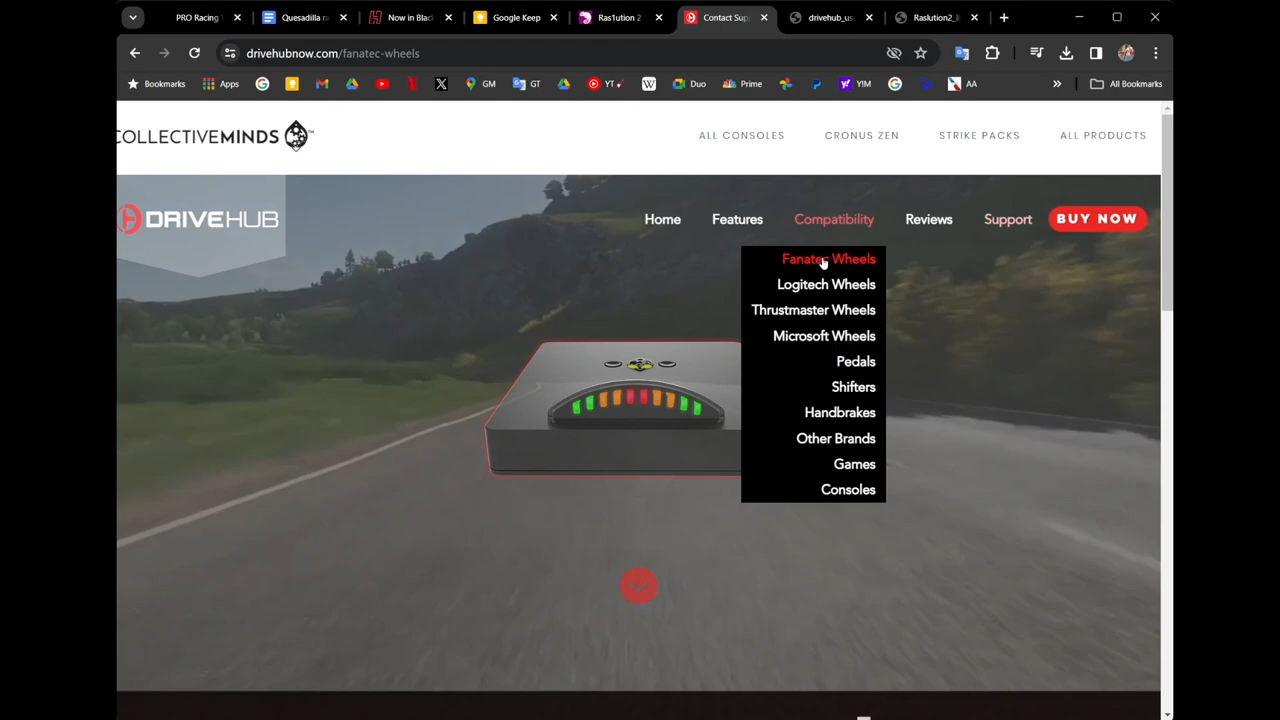 PRO Racing
Quesadilla ra
Now in Blac
Google Keep
Ras1ution 2
Contact Sup
drivehub_us
Raslution2_
drivehubnow.com/fanatec-wheels
Bookmarks
Apps
GM
GT
YT
W
Duo
Prime
YIM
AA
All Bookmarks
COLLECTIVEMINDS
ALL CONSOLES
CRONUS ZEN
STRIKE PACKS
ALL PRODUCTS
DRIVEHUB
Home
Features
Compatibility
Reviews
Support
BUY NOW
Fanatec Wheels
Logitech Wheels
Thrustmaster Wheels
Microsoft Wheels
Pedals
Shifters
Handbrakes
Other Brands
Games
Consoles